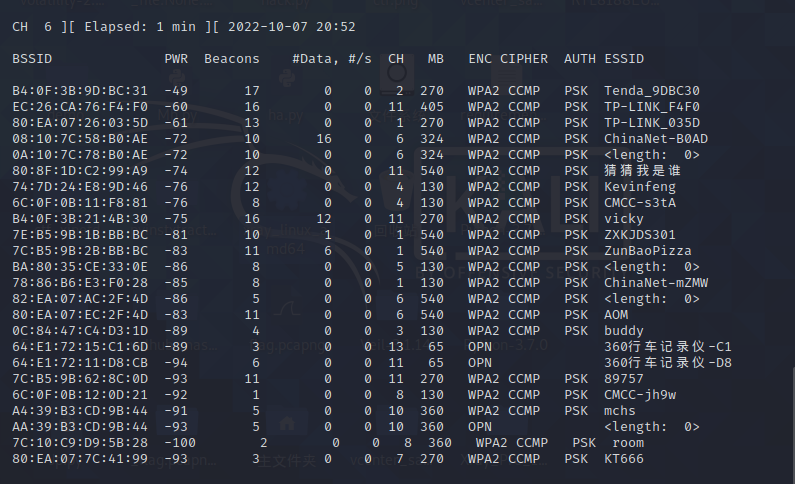 CH 6 ][ Elapsed: 1 min ][ 2022-10-07 20:52
BSSID PWR Beacons #Data, #/s CH MB ENC CIPHER AUTH ESSID
B4:0F:3B:9D:BC:31 -49 17 0 0 2 270 WPA2 CCMP PSK Tenda_9DBC30
EC:26:CA:76:F4:F0 -60 16 0 0 11 405 WPA2 CCMP PSK TP-LINK_F4F0
80:EA:07:26:03:5D -61 13 0 0 1 270 WPA2 CCMP PSK TP-LINK_035D
08:10:7C:58:B0:AE -72 10 16 0 6 324 WPA2 CCMP PSK ChinaNet-B0AD
0A:10:7C:78:B0:AE -72 10 0 0 6 324 WPA2 CCMP PSK <length: 0>
80:8F:1D:C2:99:A9 -74 12 0 0 11 540 WPA2 CCMP PSK 猜猜我是谁
74:7D:24:E8:9D:46 -76 12 0 0 4 130 WPA2 CCMP PSK Kevinfeng
6C:0F:0B:11:F8:81 -76 8 0 0 4 130 WPA2 CCMP PSK CMCC-s3tA
B4:0F:3B:21:4B:30 -75 16 12 0 11 270 WPA2 CCMP PSK vicky
7E:B5:9B:1B:BB:BC -81 10 1 0 1 540 WPA2 CCMP PSK ZXKJDS301
7C:B5:9B:2B:BB:BC -83 11 6 0 1 540 WPA2 CCMP PSK ZunBaoPizza
BA:80:35:CE:33:0E -86 8 0 0 5 130 WPA2 CCMP PSK <length: 0>
78:86:B6:E3:F0:28 -85 8 0 0 1 130 WPA2 CCMP PSK ChinaNet-mZMW
82:EA:07:AC:2F:4D -86 5 0 0 6 540 WPA2 CCMP PSK <length: 0>
80:EA:07:EC:2F:4D -83 11 0 0 6 540 WPA2 CCMP PSK AOM
0C:84:47:C4:D3:1D -89 4 0 0 3 130 WPA2 CCMP PSK buddy
64:E1:72:15:C1:6D -89 3 0 0 13 65 OPN 360行车记录仪-C1
64:E1:72:11:D8:CB -94 6 0 0 11 65 OPN 360行车记录仪-D8
7C:B5:9B:62:8C:0D -93 11 0 0 11 270 WPA2 CCMP PSK 89757
6C:0F:0B:12:0D:21 -92 1 0 0 8 130 WPA2 CCMP PSK CMCC-jh9w
A4:39:B3:CD:9B:44 -91 5 0 0 10 360 WPA2 CCMP PSK mchs
AA:39:B3:CD:9B:44 -93 5 0 0 10 360 OPN <length: 0>
7C:10:C9:D9:5B:28 -100 2 0 0 8 360 WPA2 CCMP PSK room
80:EA:07:7C:41:99 -93 3 0 0 7 270 WPA2 CCMP PSK KT666